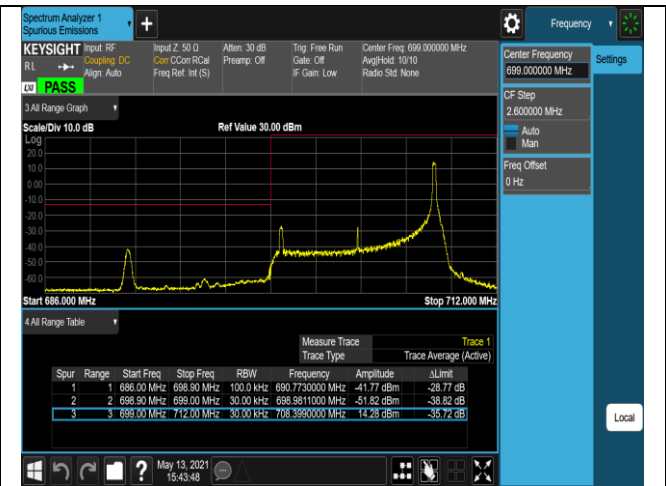 Spectrum Analyzer 1
Spurious Emissions
Frequency
KEYSIGHT
RL
LXI
PASS
Input: RF
Coupling: DC
Align: Auto
Input Z: 50 Ω
Corr CCorr RCal
Freq Ref: Int (S)
Atten: 30 dB
Preamp: Off
Trig: Free Run
Gate: Off
IF Gain: Low
Center Freq: 699.000000 MHz
Avg|Hold: 10/10
Radio Std: None
Center Frequency
699.000000 MHz
Settings
CF Step
2.600000 MHz
Auto
Man
Freq Offset
0 Hz
3 All Range Graph
Scale/Div 10.0 dB
Ref Value 30.00 dBm
Log
20.0
10.0
0.00
-10.0
-20.0
-30.0
-40.0
-50.0
-60.0
Start 686.000 MHz
Stop 712.000 MHz
4 All Range Table
Measure Trace Trace 1
Trace Type Trace Average (Active)
Spur Range Start Freq Stop Freq RBW Frequency Amplitude ΔLimit
1 1 686.00 MHz 698.90 MHz 100.0 kHz 690.7730000 MHz -41.77 dBm -28.77 dB
2 2 698.90 MHz 699.00 MHz 30.00 kHz 698.9811000 MHz -51.82 dBm -38.82 dB
3 3 699.00 MHz 712.00 MHz 30.00 kHz 708.3990000 MHz 14.28 dBm -35.72 dB
Local
May 13, 2021
15:43:48